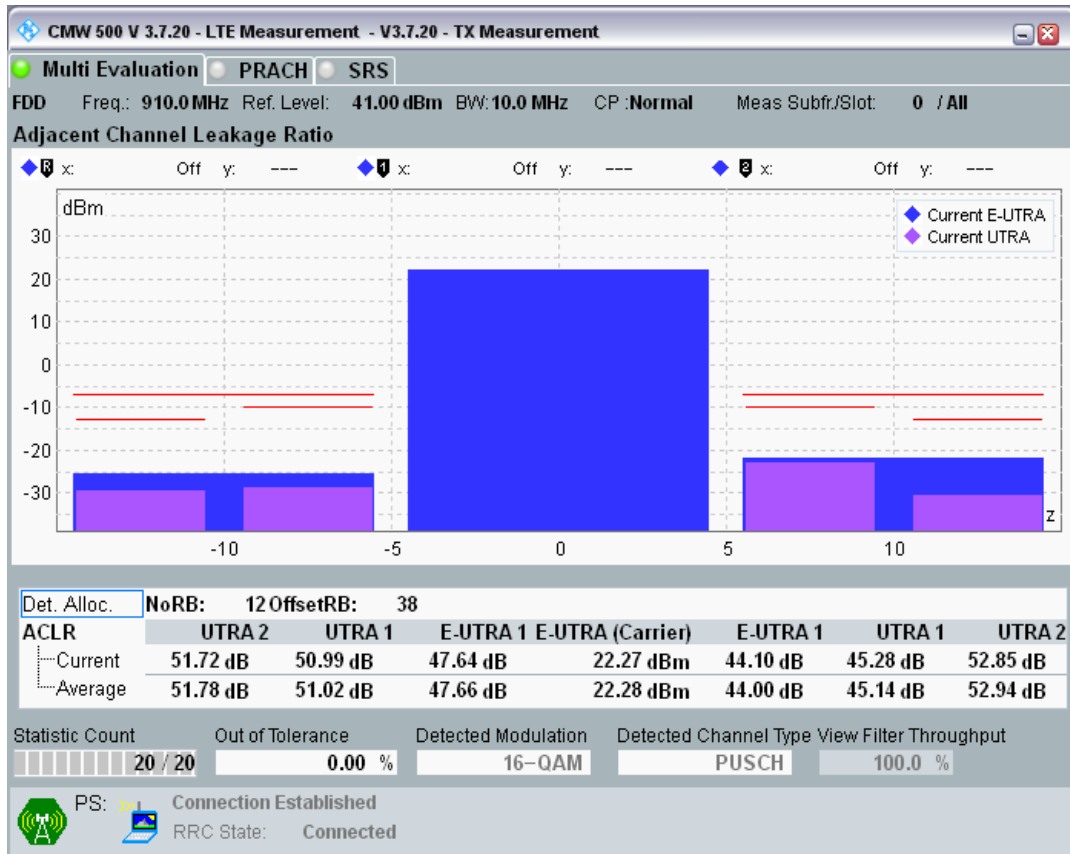 CMW 500 V 3.7.20 - LTE Measurement - V3.7.20 - TX Measurement
Multi Evaluation PRACH SRS
FDD Freq.: 910.0 MHz Ref. Level: 41.00 dBm BW: 10.0 MHz CP :Normal Meas Subfr./Slot: 0 / All
Adjacent Channel Leakage Ratio
R x: Off y: --- 1 x: Off y: --- 2 x: Off y: ---
dBm
Current E-UTRA
Current UTRA
30
20
10
0
-10
-20
-30
z
-10 -5 0 5 10
Det. Alloc. NoRB: 12 OffsetRB: 38
ACLR UTRA 2 UTRA 1 E-UTRA 1 E-UTRA (Carrier) E-UTRA 1 UTRA 1 UTRA 2
Current 51.72 dB 50.99 dB 47.64 dB 22.27 dBm 44.10 dB 45.28 dB 52.85 dB
Average 51.78 dB 51.02 dB 47.66 dB 22.28 dBm 44.00 dB 45.14 dB 52.94 dB
Statistic Count Out of Tolerance Detected Modulation Detected Channel Type View Filter Throughput
20 / 20 0.00 % 16-QAM PUSCH 100.0 %
PS: Connection Established
RRC State: Connected